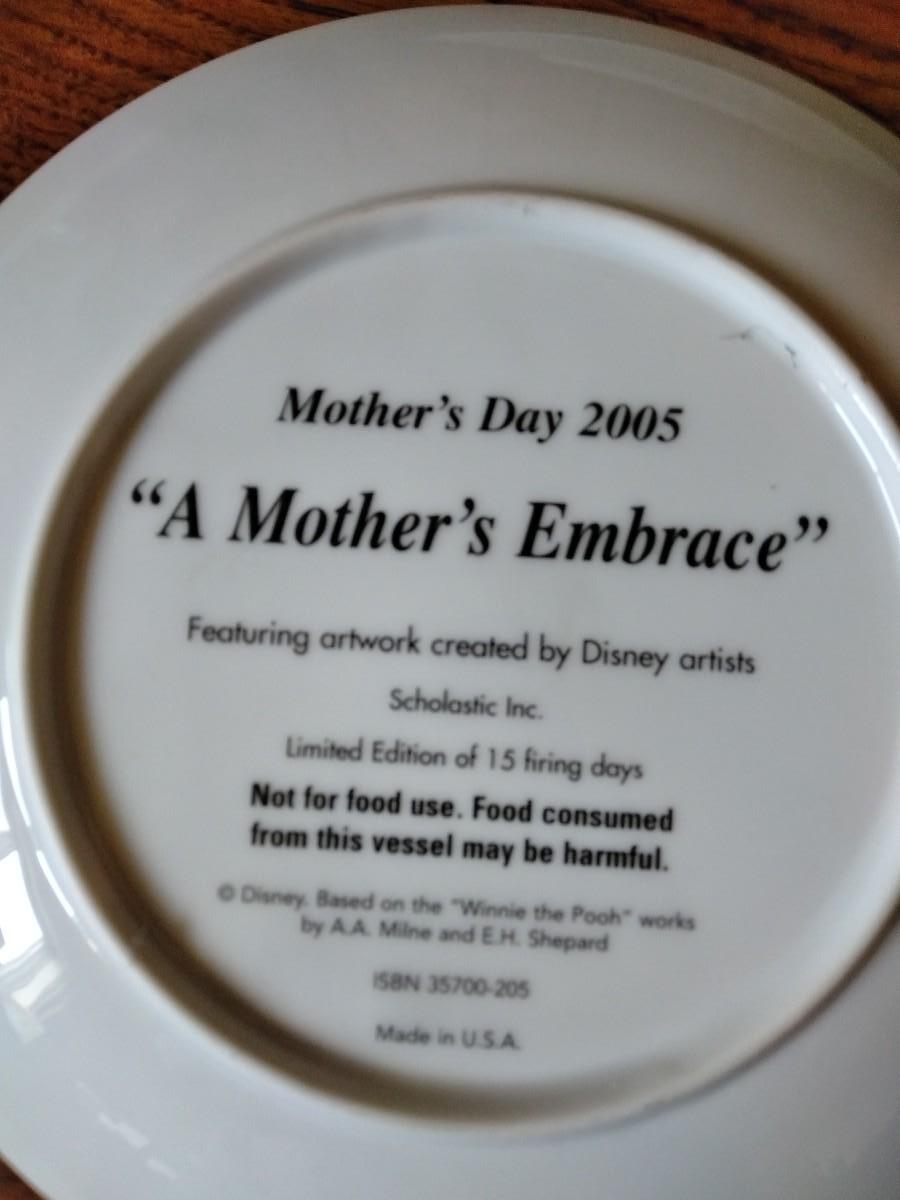 Mother's Day 2005
“A Mother's Embrace”
Featuring artwork created by Disney artists
Scholastic Inc.
Limited Edition of 15 firing days
Not for food use. Food consumed
from this vessel may be harmful.
© Disney. Based on the "Winnie the Pooh" works
by A.A. Milne and E.H. Shepard
ISBN 35700-205
Made in U.S.A.